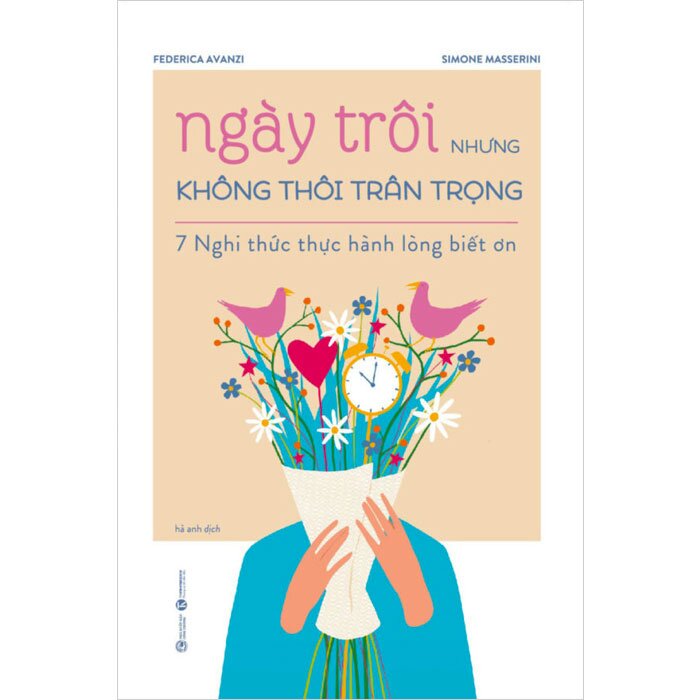 FEDERICA AVANZI
SIMONE MASSERINI
ngày trôi NHƯNG
KHÔNG THÔI TRÂN TRỌNG
7 Nghi thức thực hành lòng biết ơn
hà anh dịch